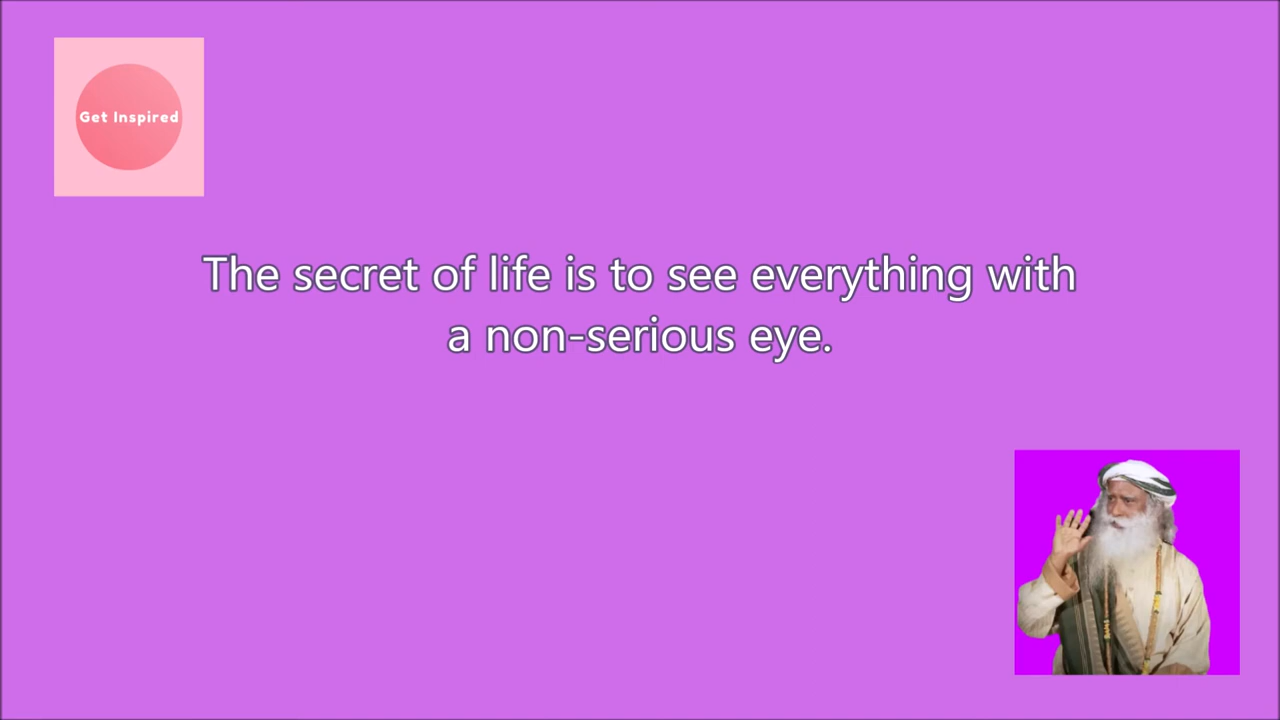 Get Inspired
The secret of life is to see everything with
a non-serious eye.